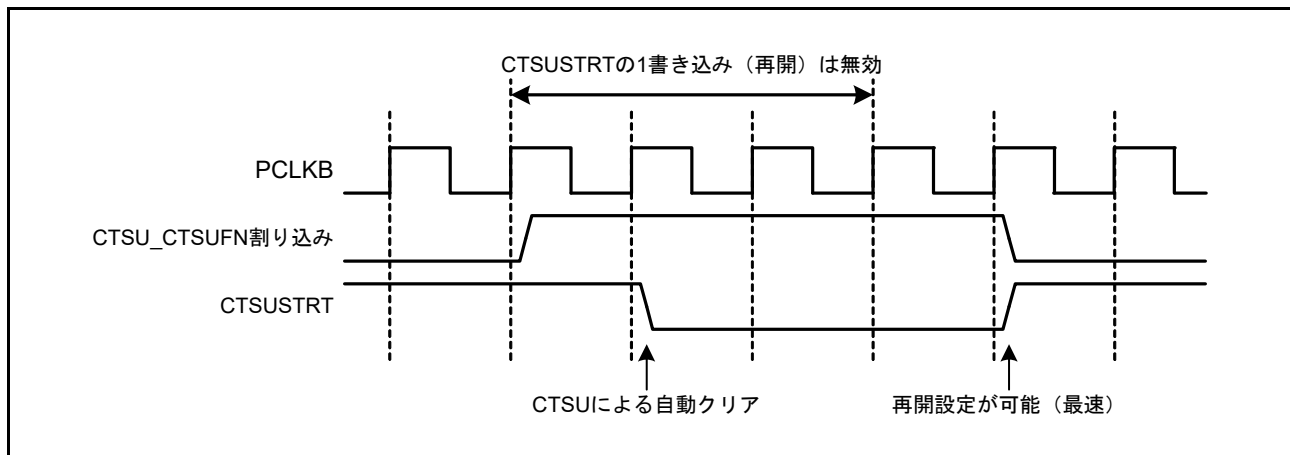 CTSUSTRTの1書き込み（再開）は無効
PCLKB
CTSU_CTSUFN割り込み
CTSUSTRT
CTSUによる自動クリア
再開設定が可能（最速）